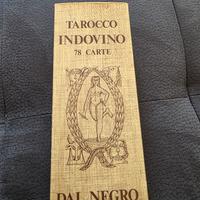 TAROCCO
INDOVINO
78 CARTE
DAL NEGRO